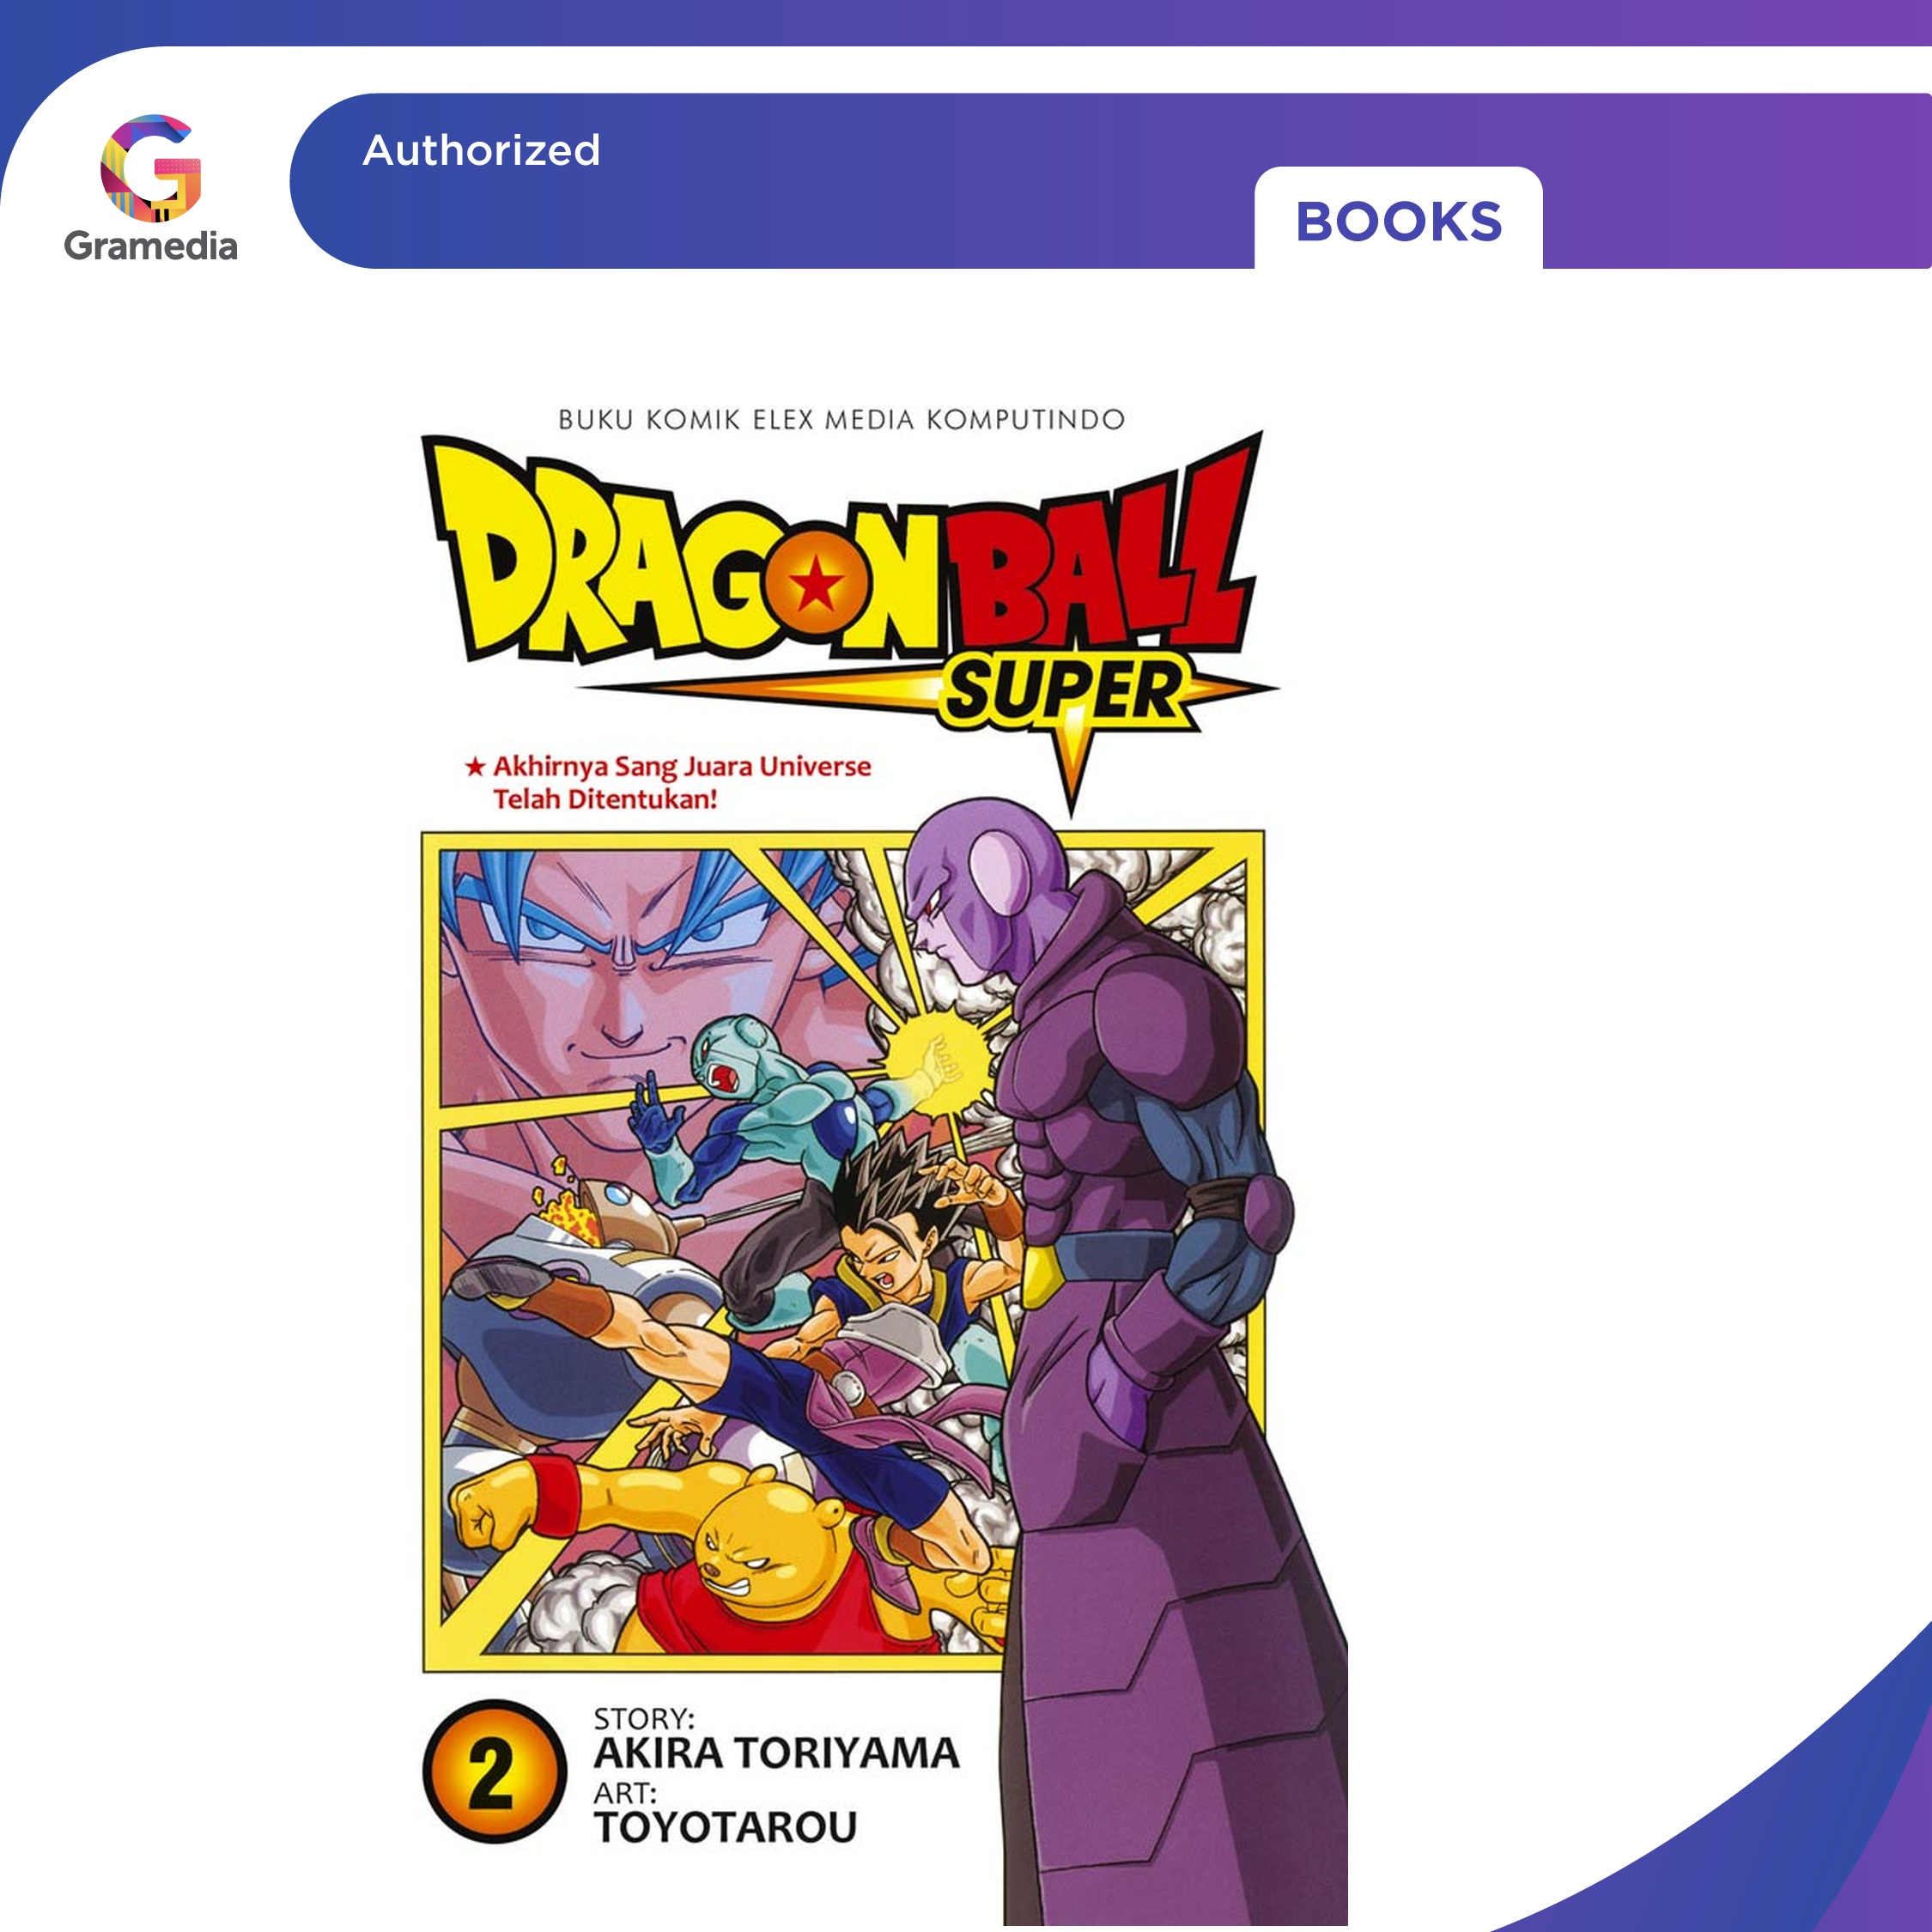 Gramedia
Authorized
BOOKS
BUKU KOMIK ELEX MEDIA KOMPUTINDO
DRAGON BALL
SUPER
★ Akhirnya Sang Juara Universe
Telah Ditentukan!
2
STORY:
AKIRA TORIYAMA
ART:
TOYOTAROU